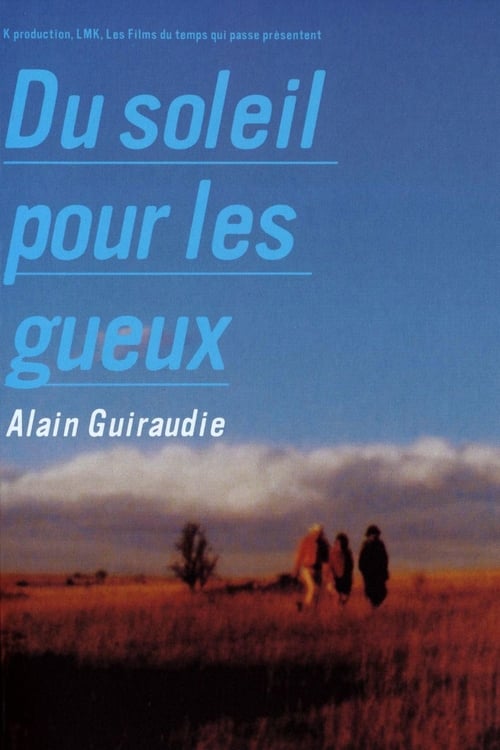 K production, LMK, Les Films du temps qui passe présentent
Du soleil
pour les
gueux
Alain Guiraudie